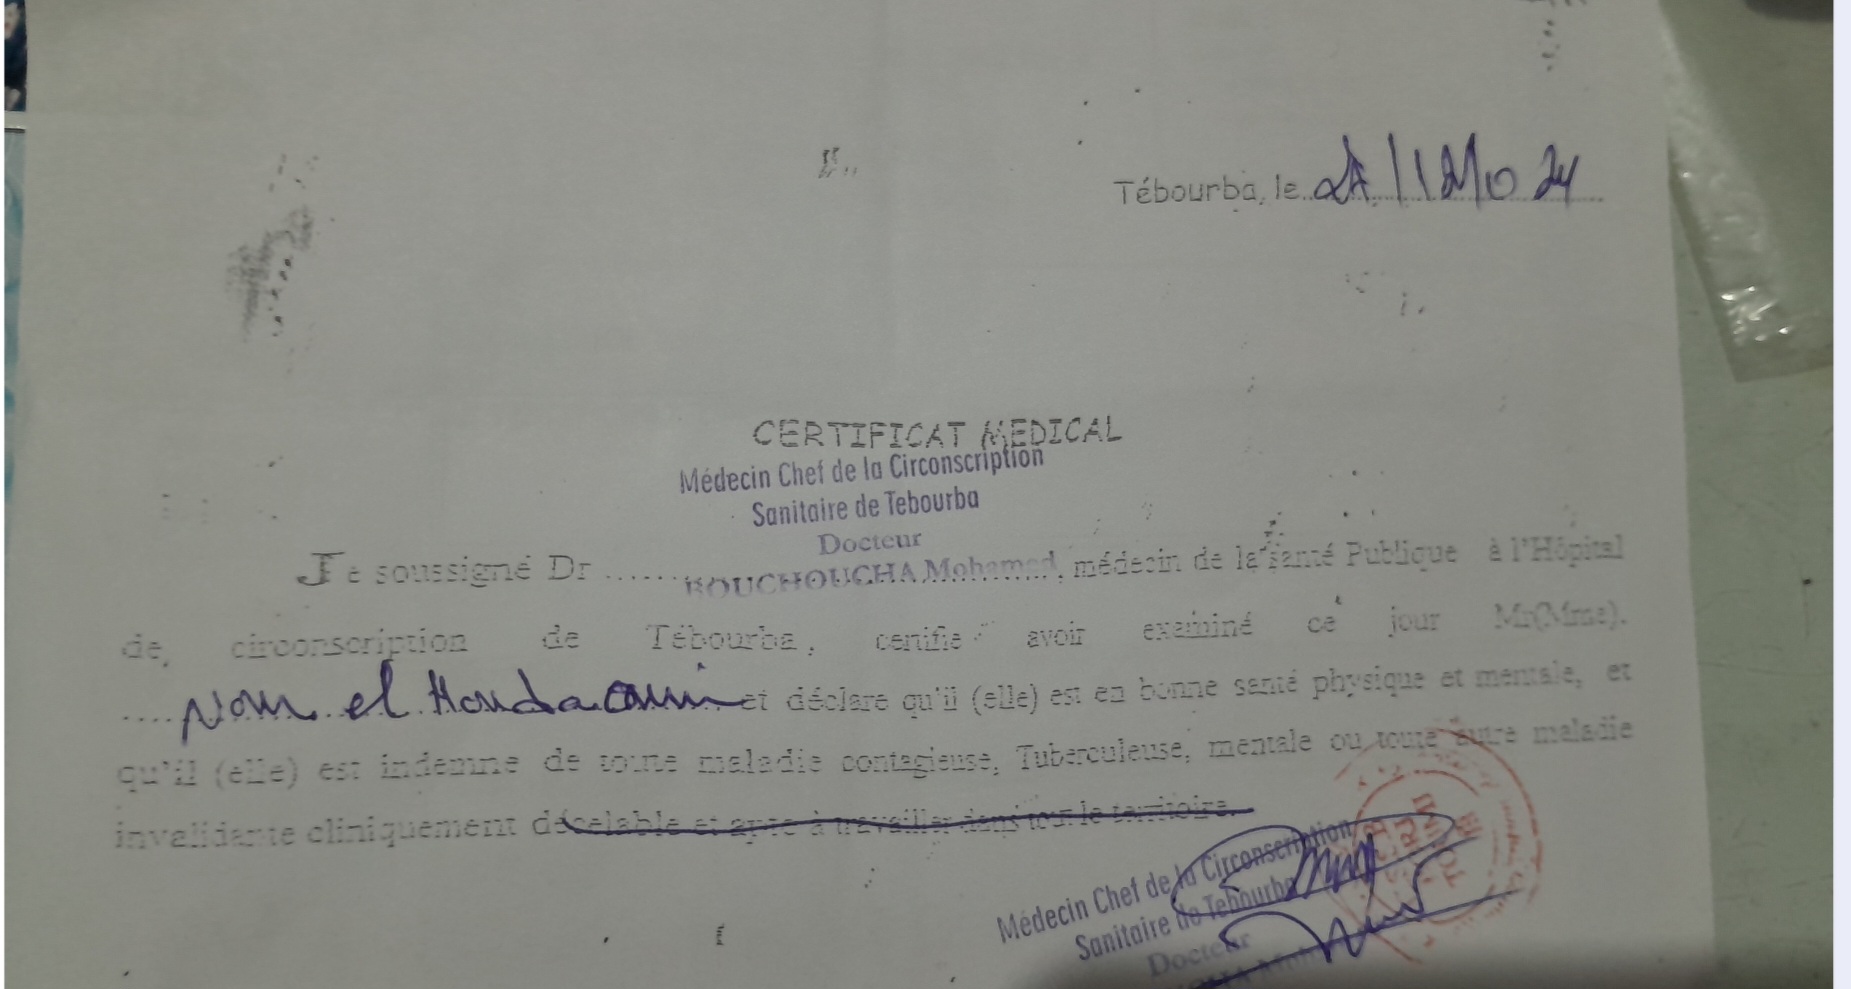 Tébourba, le
CERTIFICAT MEDICAL
Médecin Chef de la Circonscription
Sanitaire de Tebourba
Docteur
Je soussigné Dr ...... BOUCHOUCHA Mohamed, médecin de la santé Publique à l'Hôpital
de, circonscription de Tébourba, certifie avoir examiné ce jour Mr(Mme).
.... Nour el Houda et déclare qu'il (elle) est en bonne santé physique et mentale, et
qu'il (elle) est indemne de toute maladie contagieuse, Tuberculeuse, mentale ou toute autre maladie
invalidante cliniquement décelable et apte à travailler dans tout le territoire.
Médecin Chef de la Circonscription
Sanitaire de Tebourba
Docteur